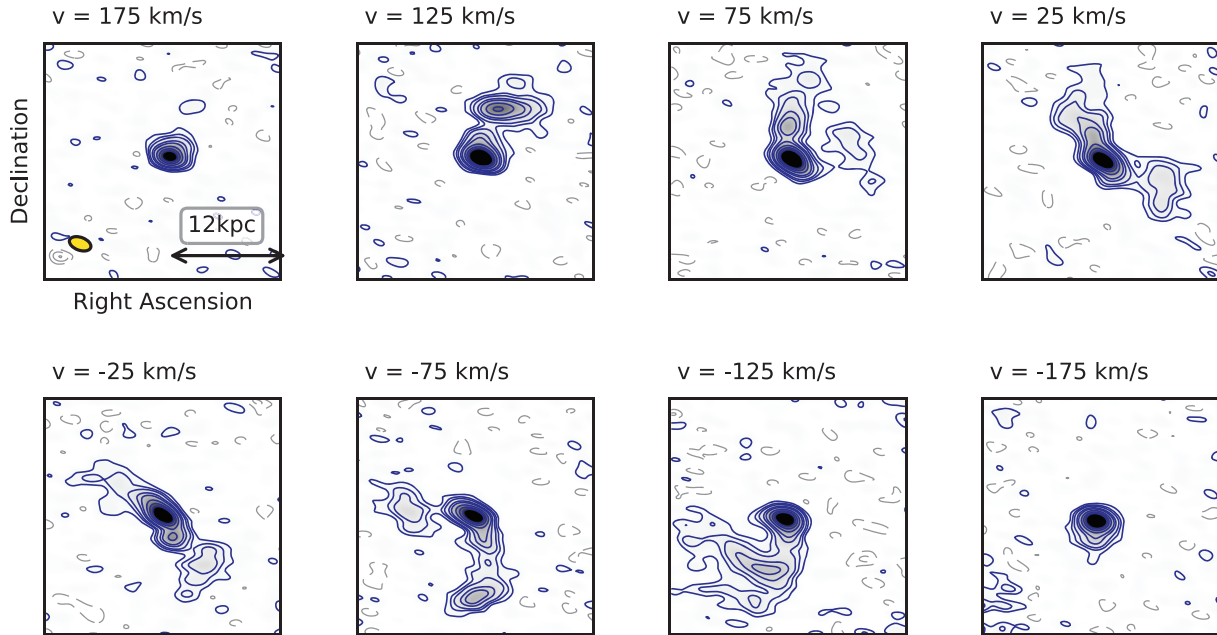 v = 175 km/s
v = 125 km/s
v = 75 km/s
v = 25 km/s
Declination
12kpc
Right Ascension
v = -25 km/s
v = -75 km/s
v = -125 km/s
v = -175 km/s